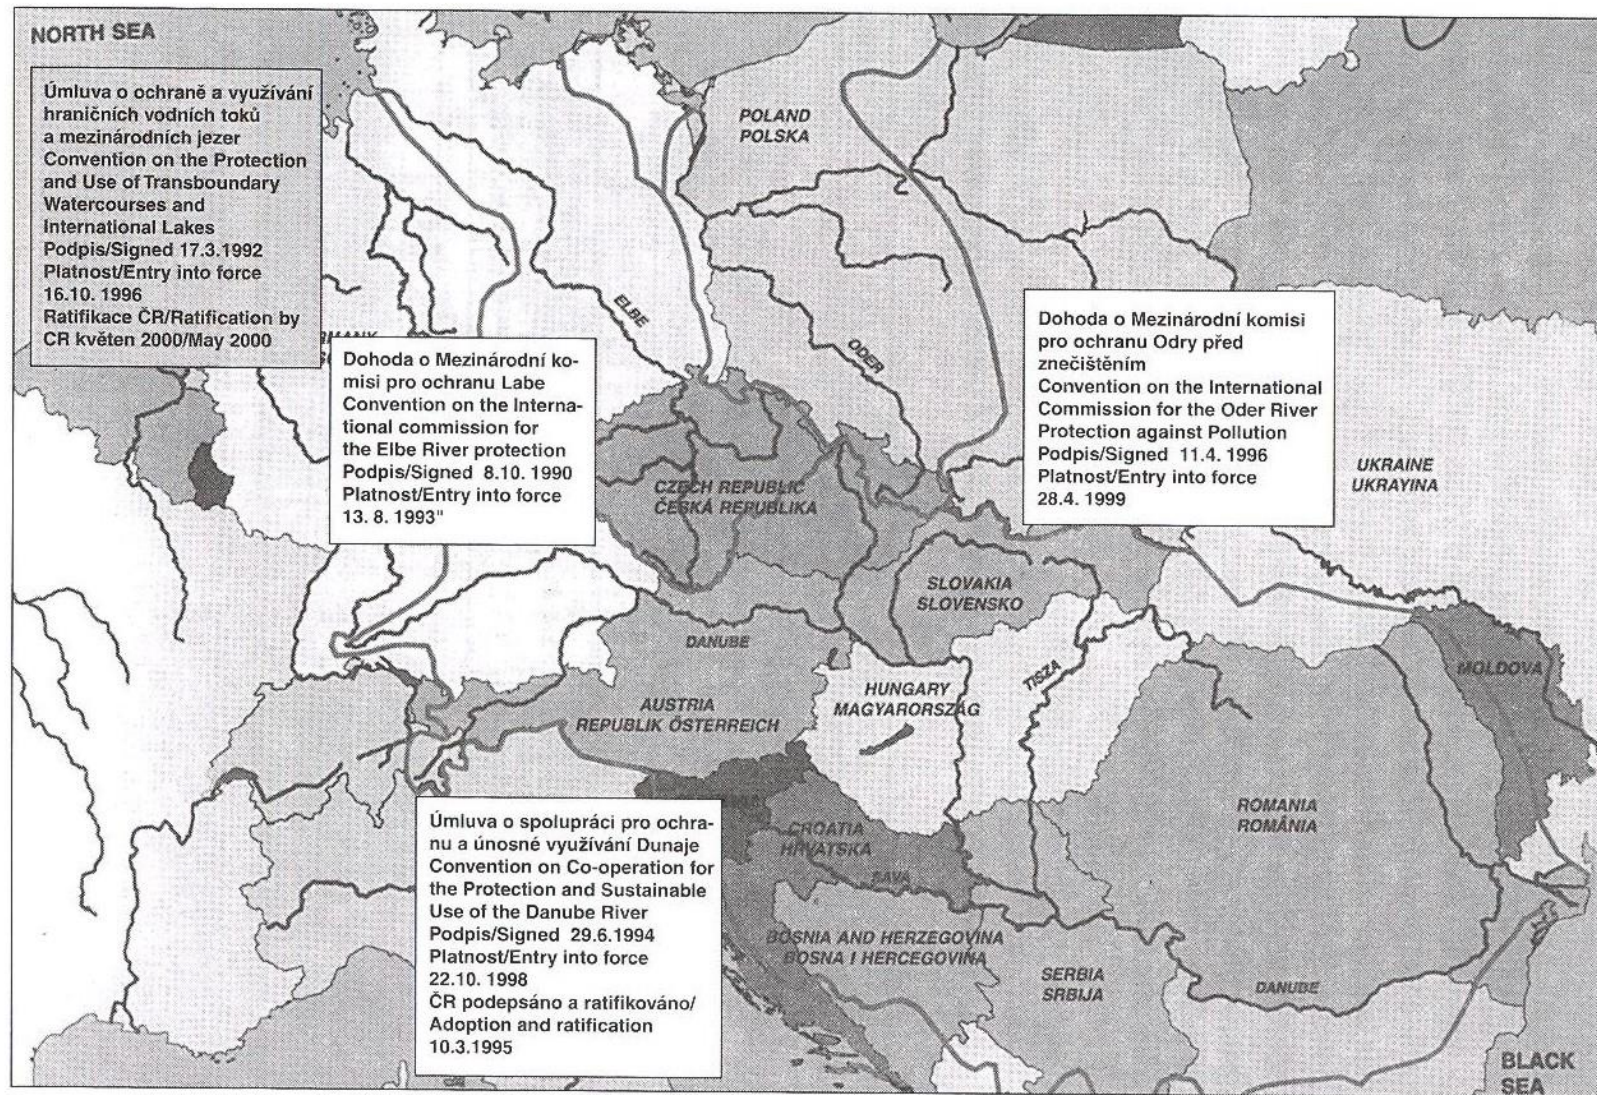 NORTH SEA
Úmluva o ochraně a využívání
hraničních vodních toků
a mezinárodních jezer
Convention on the Protection
and Use of Transboundary
Watercourses and
International Lakes
Podpis/Signed 17.3.1992
Platnost/Entry into force
16.10. 1996
Ratifikace ČR/Ratification by
CR květen 2000/May 2000
POLAND
POLSKA
ELBE
ODER
Dohoda o Mezinárodní ko-
misi pro ochranu Labe
Convention on the Interna-
tional commission for
the Elbe River protection
Podpis/Signed 8.10. 1990
Platnost/Entry into force
13. 8. 1993"
Dohoda o Mezinárodní komisi
pro ochranu Odry před
znečištěním
Convention on the International
Commission for the Oder River
Protection against Pollution
Podpis/Signed 11.4. 1996
Platnost/Entry into force
28.4. 1999
UKRAINE
UKRAYINA
CZECH REPUBLIC
ČESKÁ REPUBLIKA
SLOVAKIA
SLOVENSKO
DANUBE
AUSTRIA
REPUBLIK ÖSTERREICH
HUNGARY
MAGYARORSZÁG
TISZA
MOLDOVA
ROMANIA
ROMÂNIA
CROATIA
HRVATSKA
SAVA
Úmluva o spolupráci pro ochra-
nu a únosné využívání Dunaje
Convention on Co-operation for
the Protection and Sustainable
Use of the Danube River
Podpis/Signed 29.6.1994
Platnost/Entry into force
22.10. 1998
ČR podepsáno a ratifikováno/
Adoption and ratification
10.3.1995
BOSNIA AND HERZEGOVINA
BOSNA I HERCEGOVINA
SERBIA
SRBIJA
DANUBE
BLACK
SEA